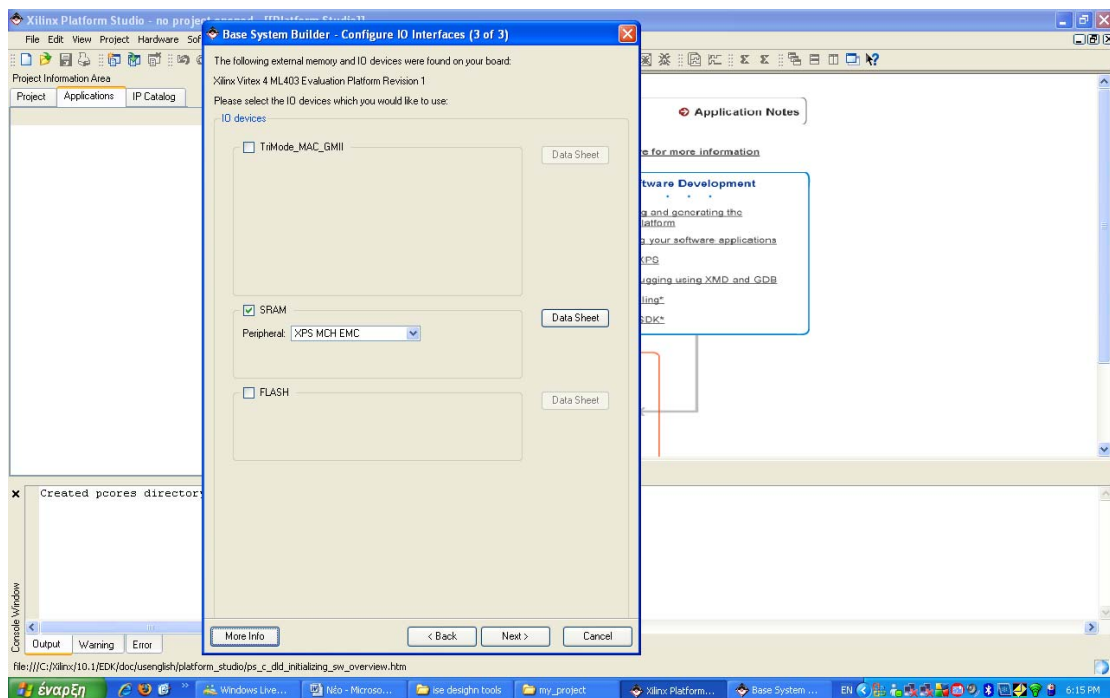 Xilinx Platform Studio - no project opened - [[Platform Studio]]
File Edit View Project Hardware Sof
Project Information Area
Project Applications IP Catalog
Base System Builder - Configure IO Interfaces (3 of 3)
The following external memory and IO devices were found on your board:
Xilinx Virtex 4 ML403 Evaluation Platform Revision 1
Please select the IO devices which you would like to use:
IO devices
TriMode_MAC_GMII
Data Sheet
SRAM
Data Sheet
Peripheral: XPS MCH EMC
FLASH
Data Sheet
More Info < Back Next > Cancel
Application Notes
e for more information
tware Development
g and generating the
latform
g your software applications
XPS
ugging using XMD and GDB
ling*
SDK*
Created pcores directory
Console Window
Output Warning Error
file:///C:/Xilinx/10.1/EDK/doc/usenglish/platform_studio/ps_c_dld_initializing_sw_overview.htm
έναρξη Windows Live... Νέο - Microso... ise desighn tools my_project Xilinx Platform... Base System ... EN 6:15 PM